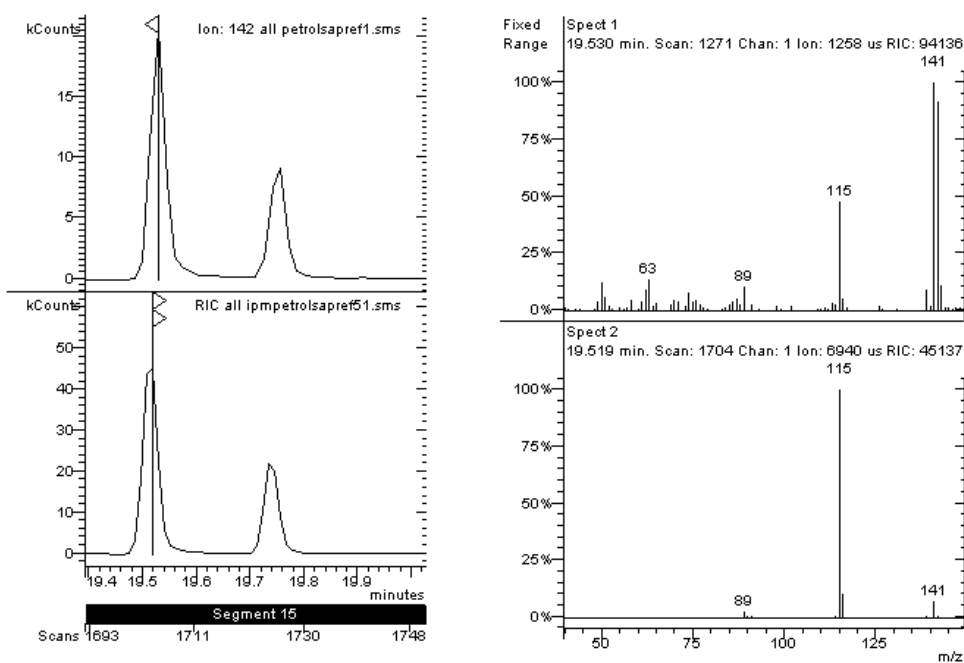 kCounts
Ion: 142 all petrolsapref1.sms
15
10
5
0
kCounts
RIC all ipmpetrolsapref51.sms
50
40
30
20
10
0
19.4 19.5 19.6 19.7 19.8 19.9
minutes
Segment 15
Scans 1693 1711 1730 1748
Fixed
Range
Spect 1
19.530 min. Scan: 1271 Chan: 1 Ion: 1258 us RIC: 94136
141
100%
75%
50%
25%
0%
115
63
89
Spect 2
19.519 min. Scan: 1704 Chan: 1 Ion: 6940 us RIC: 45137
115
100%
75%
50%
25%
0%
89
141
50 75 100 125
m/z